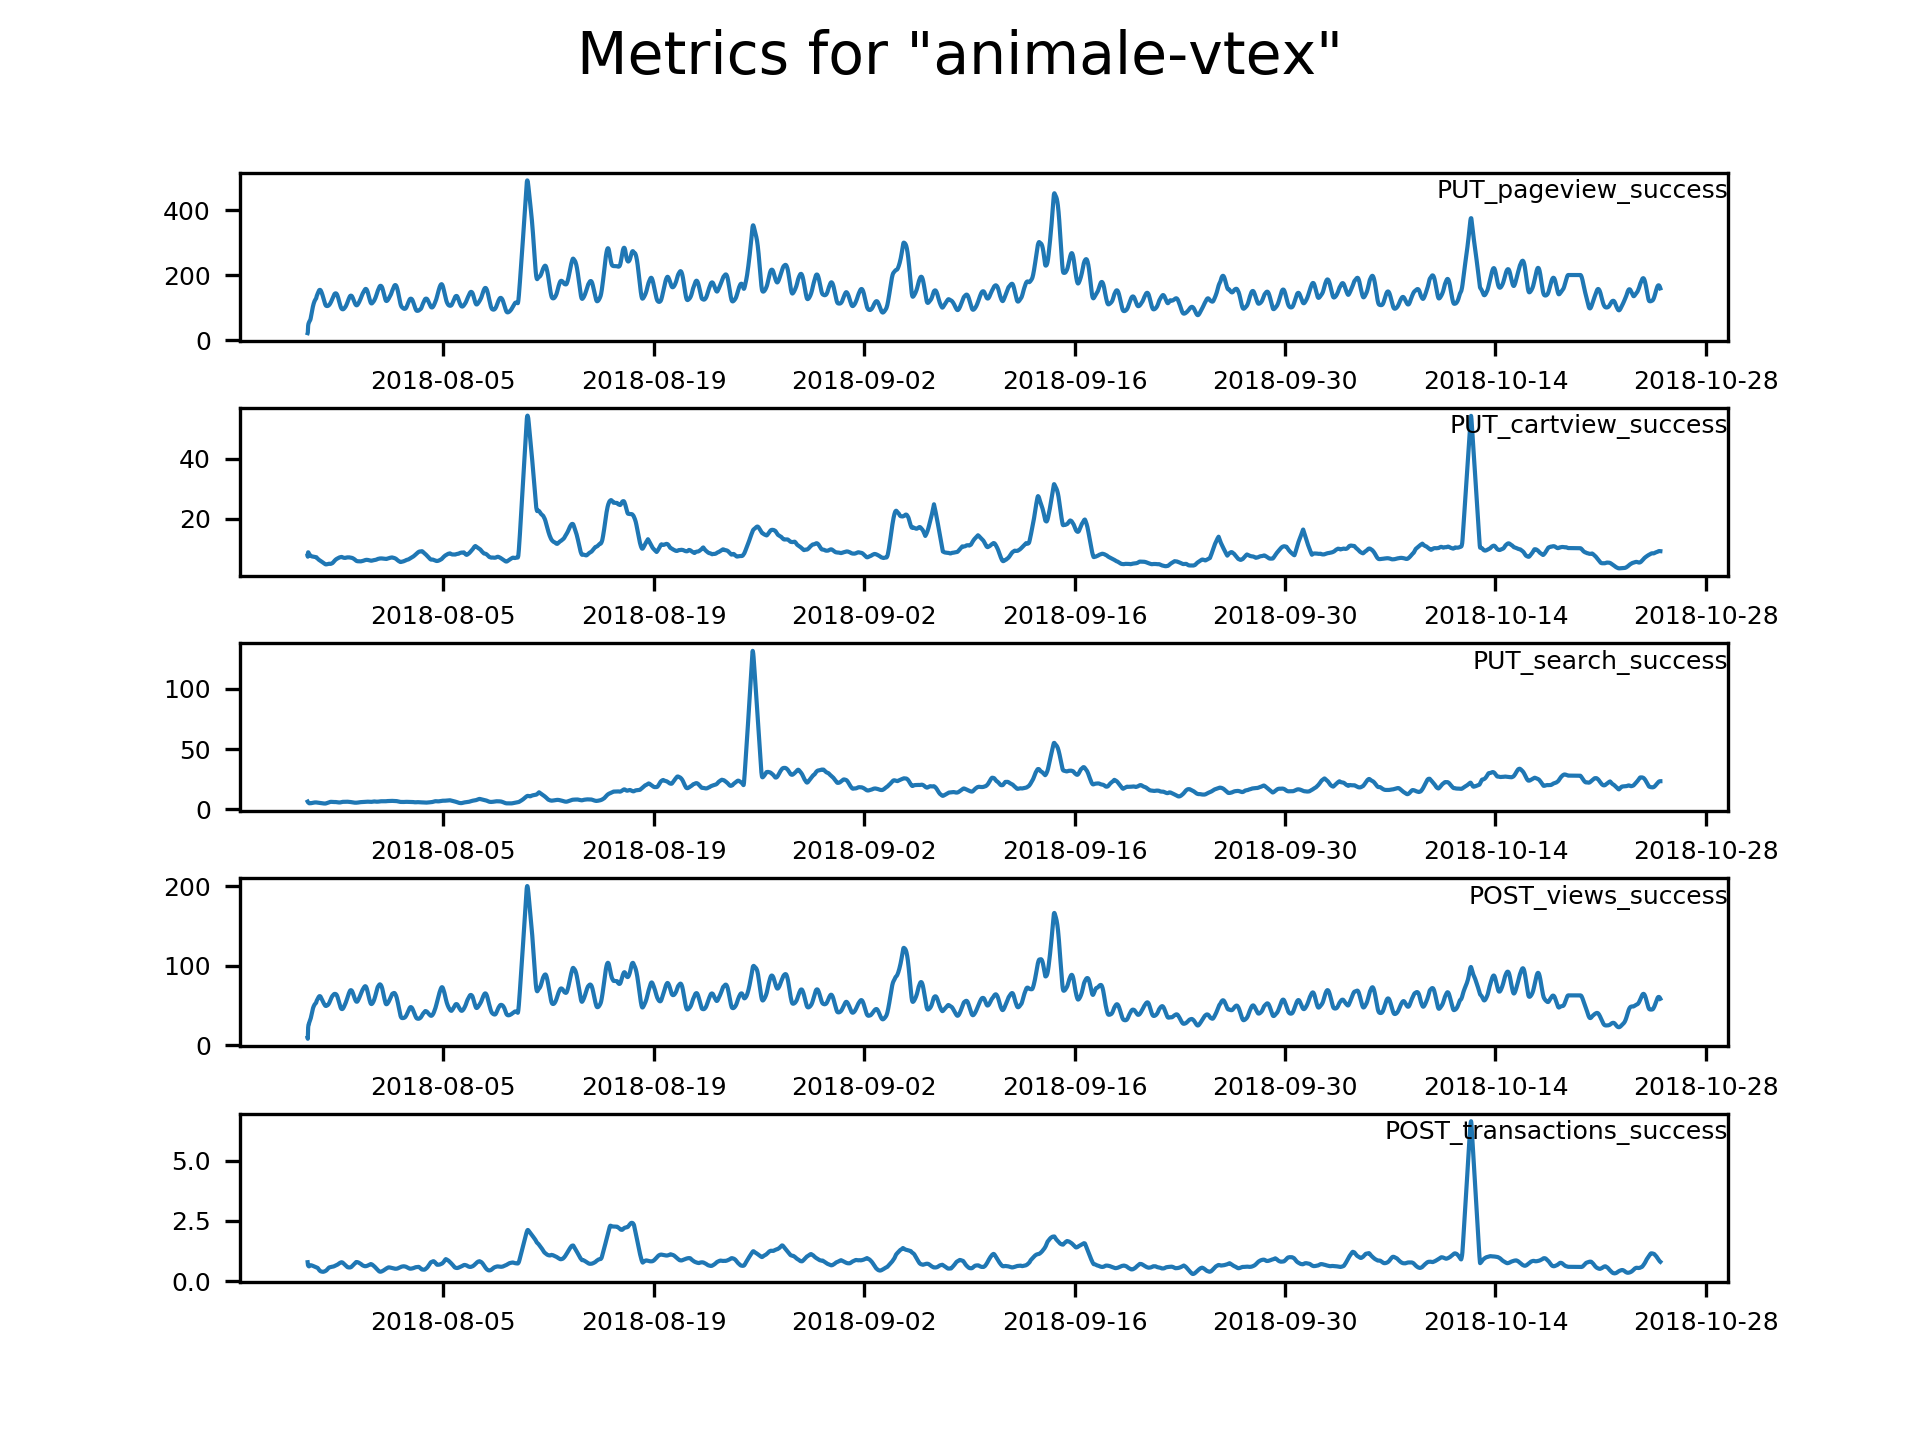 Metrics for "animale-vtex"
PUT_pageview_success
400
200
0
2018-08-05 2018-08-19 2018-09-02 2018-09-16 2018-09-30 2018-10-14 2018-10-28
PUT_cartview_success
40
20
2018-08-05 2018-08-19 2018-09-02 2018-09-16 2018-09-30 2018-10-14 2018-10-28
PUT_search_success
100
50
0
2018-08-05 2018-08-19 2018-09-02 2018-09-16 2018-09-30 2018-10-14 2018-10-28
200
POST_views_success
100
0
2018-08-05 2018-08-19 2018-09-02 2018-09-16 2018-09-30 2018-10-14 2018-10-28
POST_transactions_success
5.0
2.5
0.0
2018-08-05 2018-08-19 2018-09-02 2018-09-16 2018-09-30 2018-10-14 2018-10-28